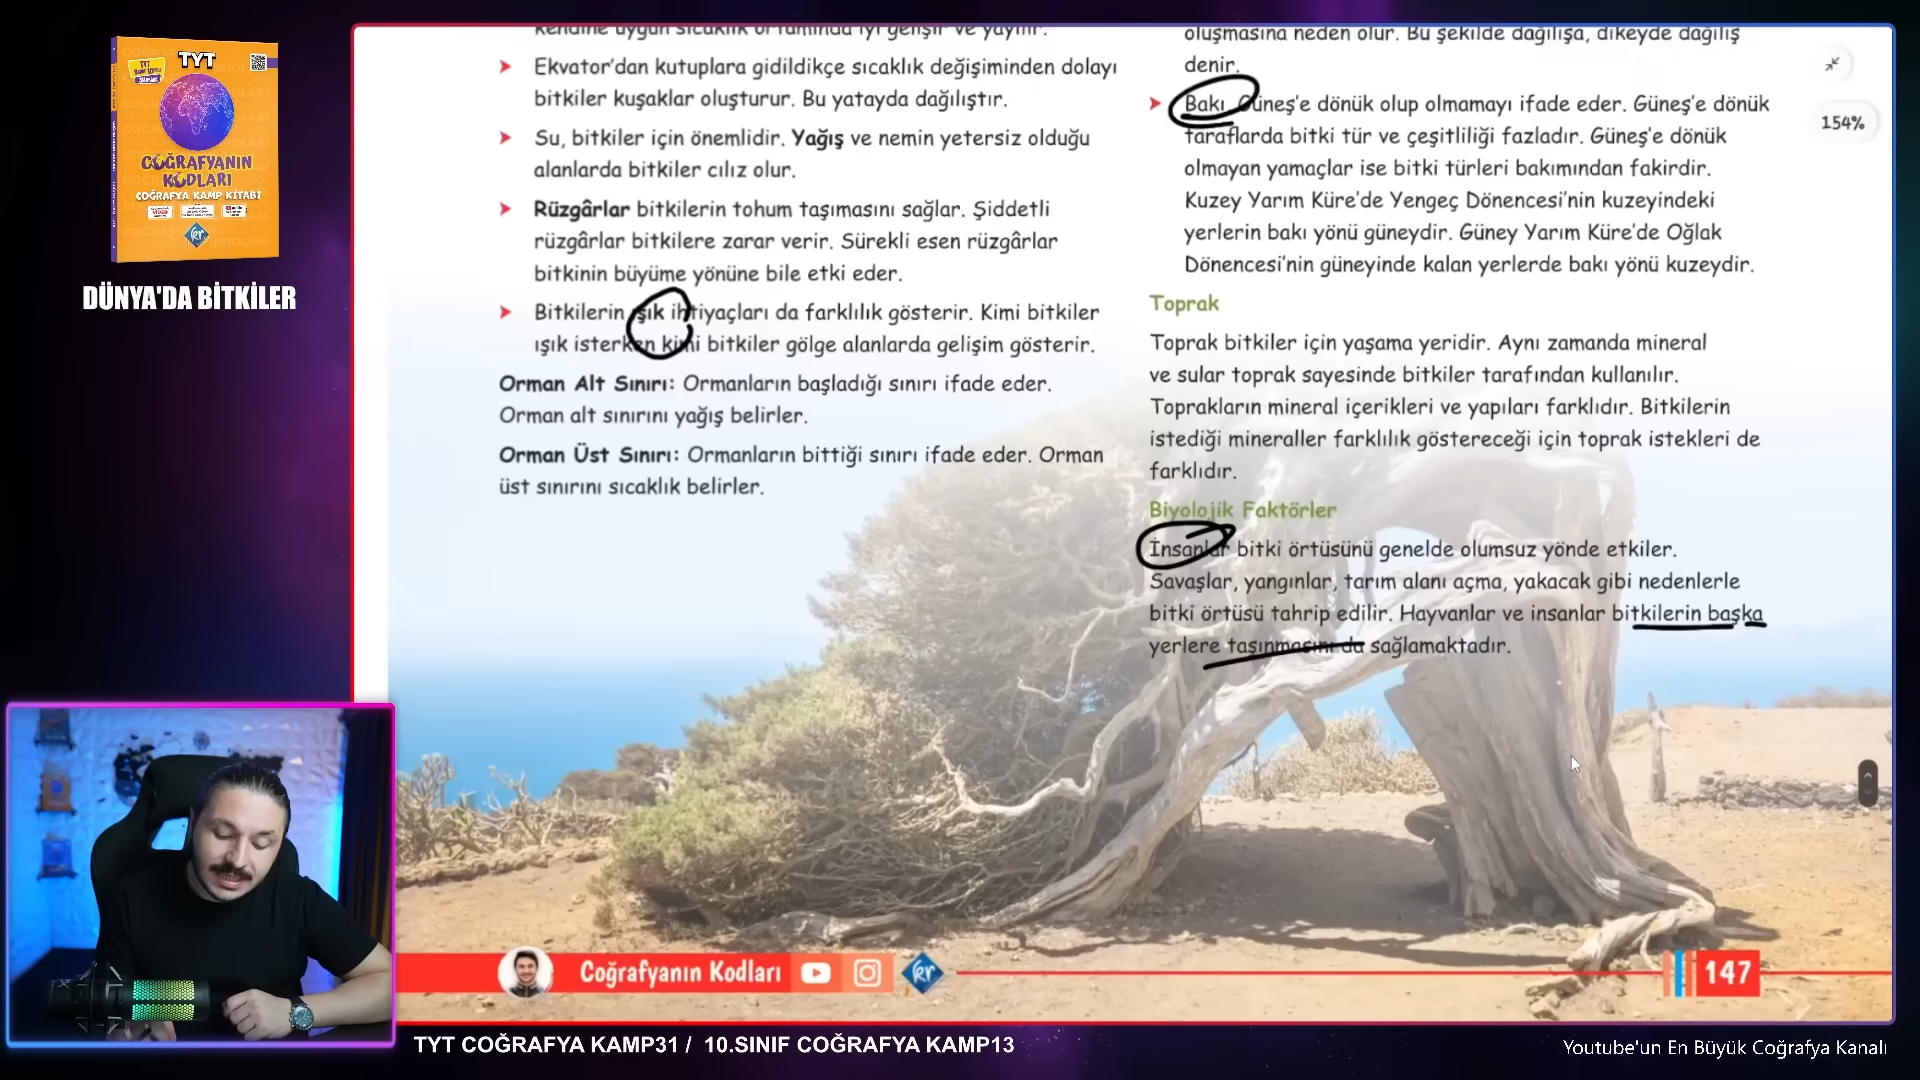 TYT
COĞRAFYANIN
KODLARI
COĞRAFYA KAMP KİTABI
DÜNYA'DA BİTKİLER
kendine uygun sıcaklık ortamında iyi gelişir ve yayılır.
➤ Ekvator'dan kutuplara gidildikçe sıcaklık değişiminden dolayı
bitkiler kuşaklar oluşturur. Bu yatayda dağılıştır.
➤ Su, bitkiler için önemlidir. Yağış ve nemin yetersiz olduğu
alanlarda bitkiler cılız olur.
➤ Rüzgârlar bitkilerin tohum taşımasını sağlar. Şiddetli
rüzgârlar bitkilere zarar verir. Sürekli esen rüzgârlar
bitkinin büyüme yönüne bile etki eder.
➤ Bitkilerin ışık ihtiyaçları da farklılık gösterir. Kimi bitkiler
ışık isterken kimi bitkiler gölge alanlarda gelişim gösterir.
Orman Alt Sınırı: Ormanların başladığı sınırı ifade eder.
Orman alt sınırını yağış belirler.
Orman Üst Sınırı: Ormanların bittiği sınırı ifade eder. Orman
üst sınırını sıcaklık belirler.
oluşmasına neden olur. Bu şekilde dağılışa, dikeyde dağılış
denir.
➤ Bakı, Güneş'e dönük olup olmamayı ifade eder. Güneş'e dönük
taraflarda bitki tür ve çeşitliliği fazladır. Güneş'e dönük
olmayan yamaçlar ise bitki türleri bakımından fakirdir.
Kuzey Yarım Küre'de Yengeç Dönencesi'nin kuzeyindeki
yerlerin bakı yönü güneydir. Güney Yarım Küre'de Oğlak
Dönencesi'nin güneyinde kalan yerlerde bakı yönü kuzeydir.
Toprak
Toprak bitkiler için yaşama yeridir. Aynı zamanda mineral
ve sular toprak sayesinde bitkiler tarafından kullanılır.
Toprakların mineral içerikleri ve yapıları farklıdır. Bitkilerin
istediği mineraller farklılık göstereceği için toprak istekleri de
farklıdır.
Biyolojik Faktörler
İnsanlar bitki örtüsünü genelde olumsuz yönde etkiler.
Savaşlar, yangınlar, tarım alanı açma, yakacak gibi nedenlerle
bitki örtüsü tahrip edilir. Hayvanlar ve insanlar bitkilerin başka
yerlere taşınmasını da sağlamaktadır.
154%
Coğrafyanın Kodları
kr
147
TYT COĞRAFYA KAMP31 / 10.SINIF COĞRAFYA KAMP13
Youtube'un En Büyük Coğrafya Kanalı